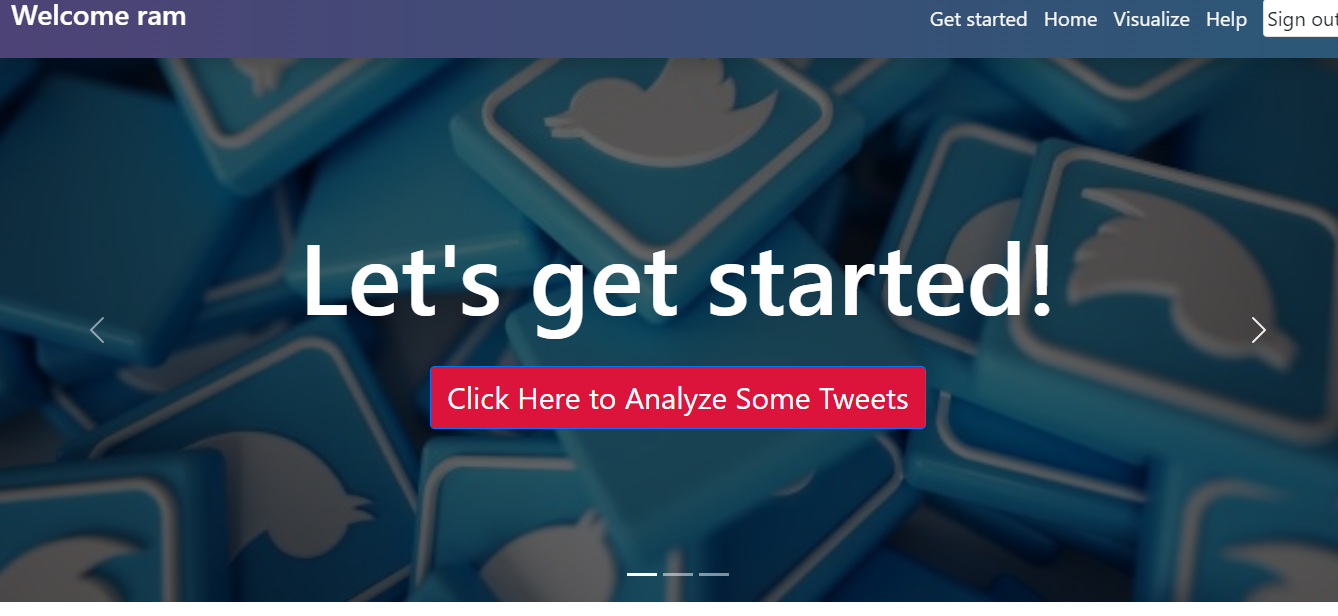 Welcome ram
Get started Home Visualize Help Sign out
Let's get started!
Click Here to Analyze Some Tweets